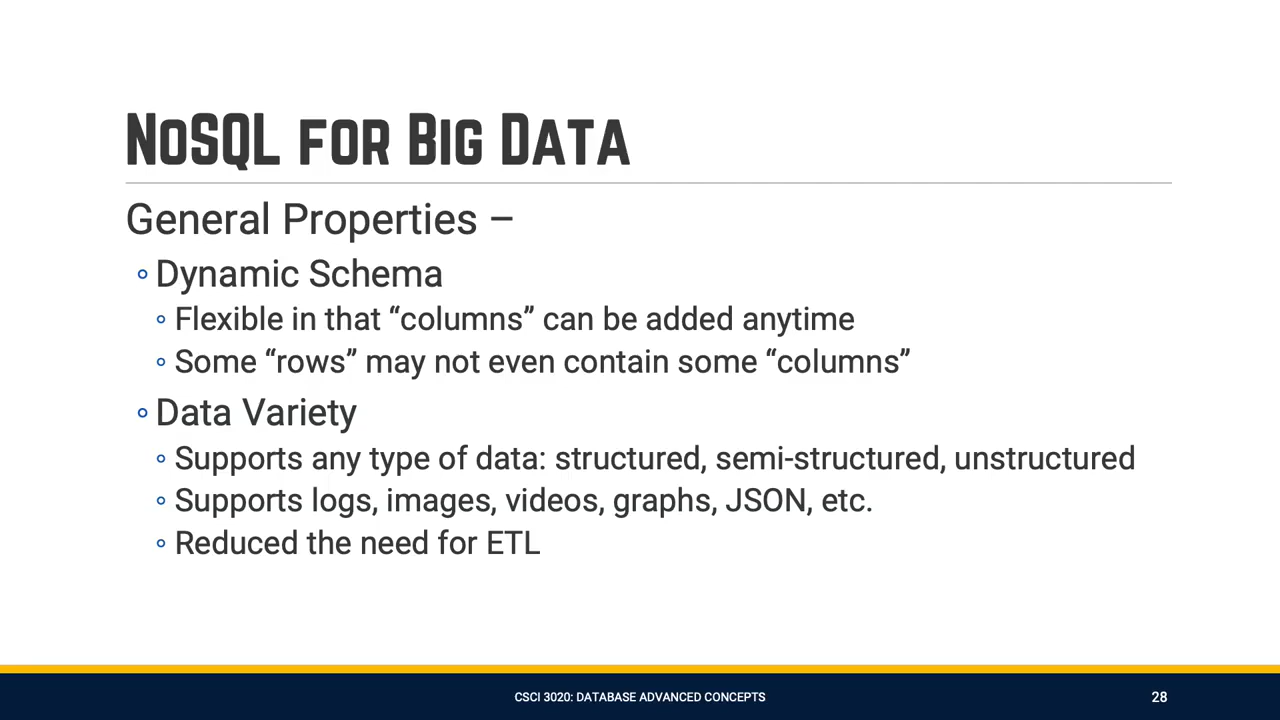 NoSQL for Big Data
General Properties –
Dynamic Schema
Flexible in that “columns” can be added anytime
Some “rows” may not even contain some “columns”
Data Variety
Supports any type of data: structured, semi-structured, unstructured
Supports logs, images, videos, graphs, JSON, etc.
Reduced the need for ETL
CSCI 3020: DATABASE ADVANCED CONCEPTS
28